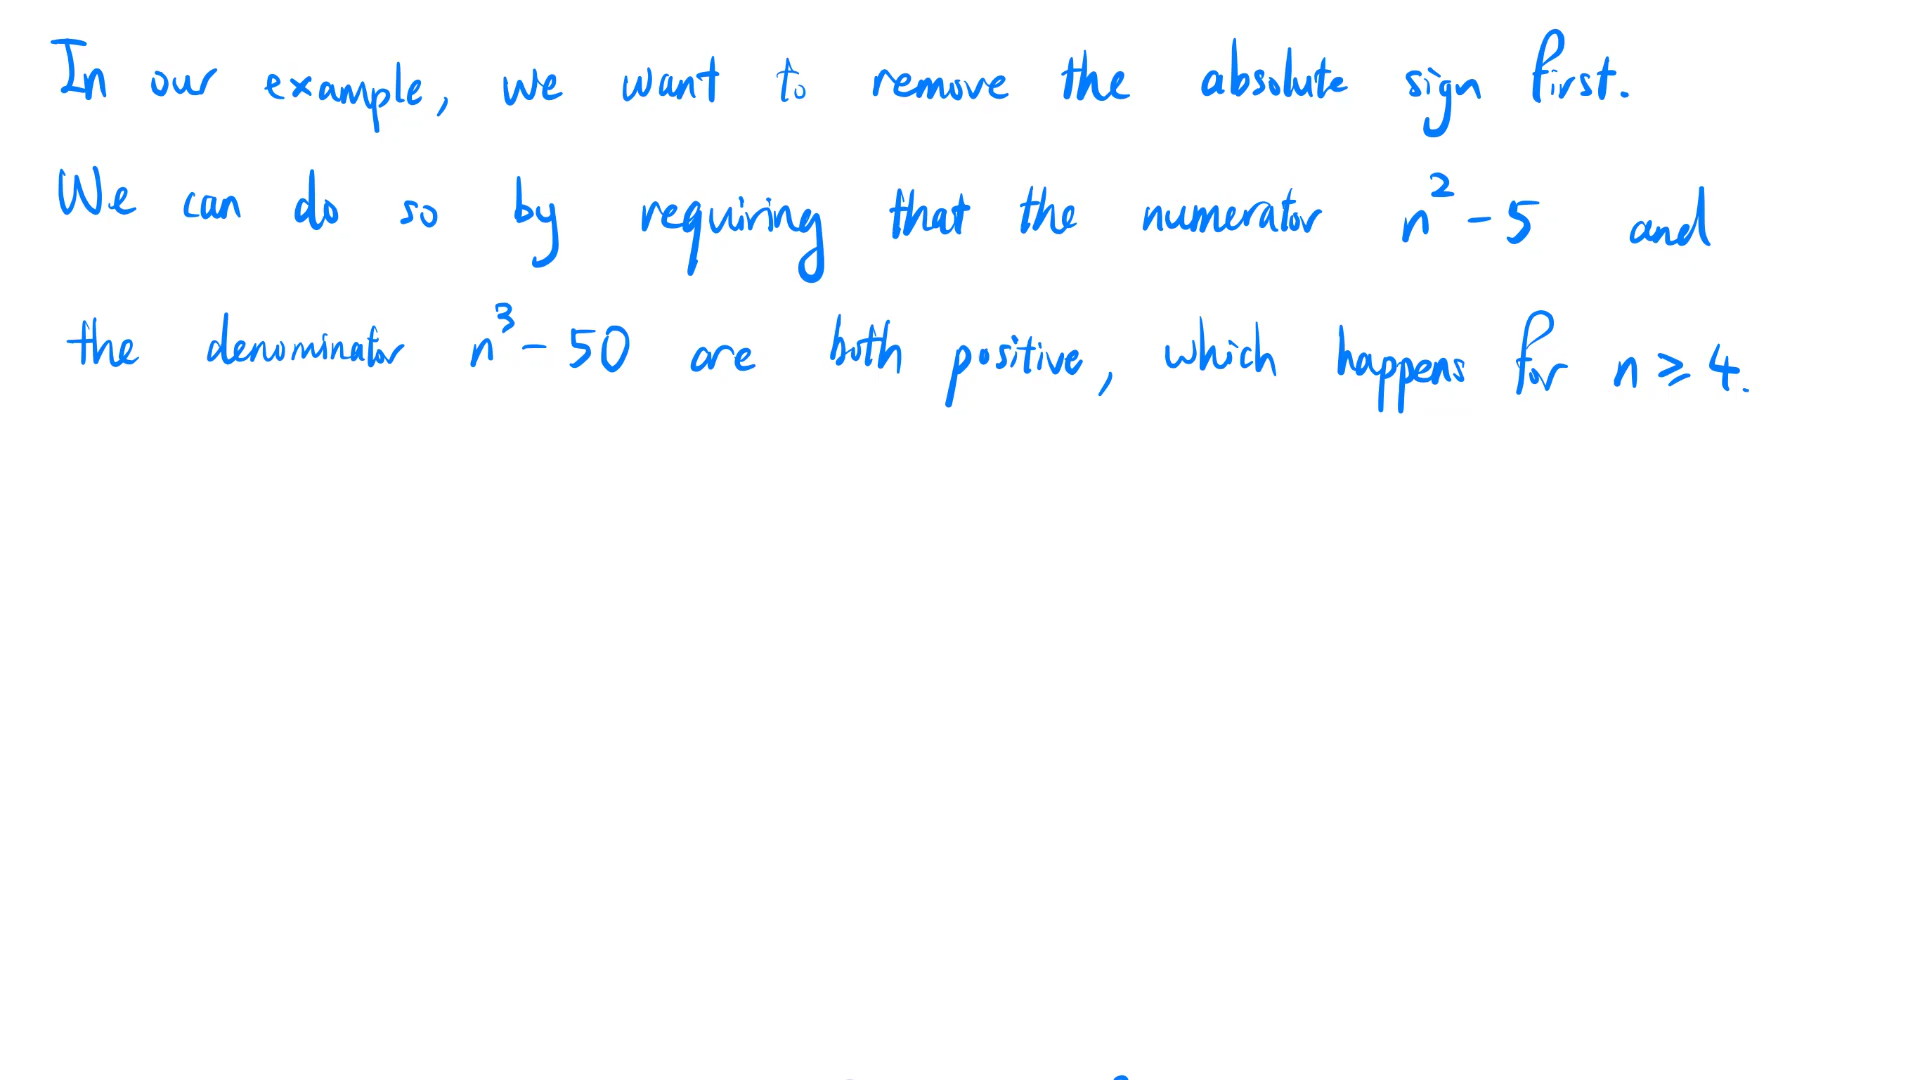 In our example, we want to remove the absolute sign first.
We can do so by requiring that the numerator n² - 5 and
the denominator n³ - 50 are both positive, which happens for n ⩾ 4.